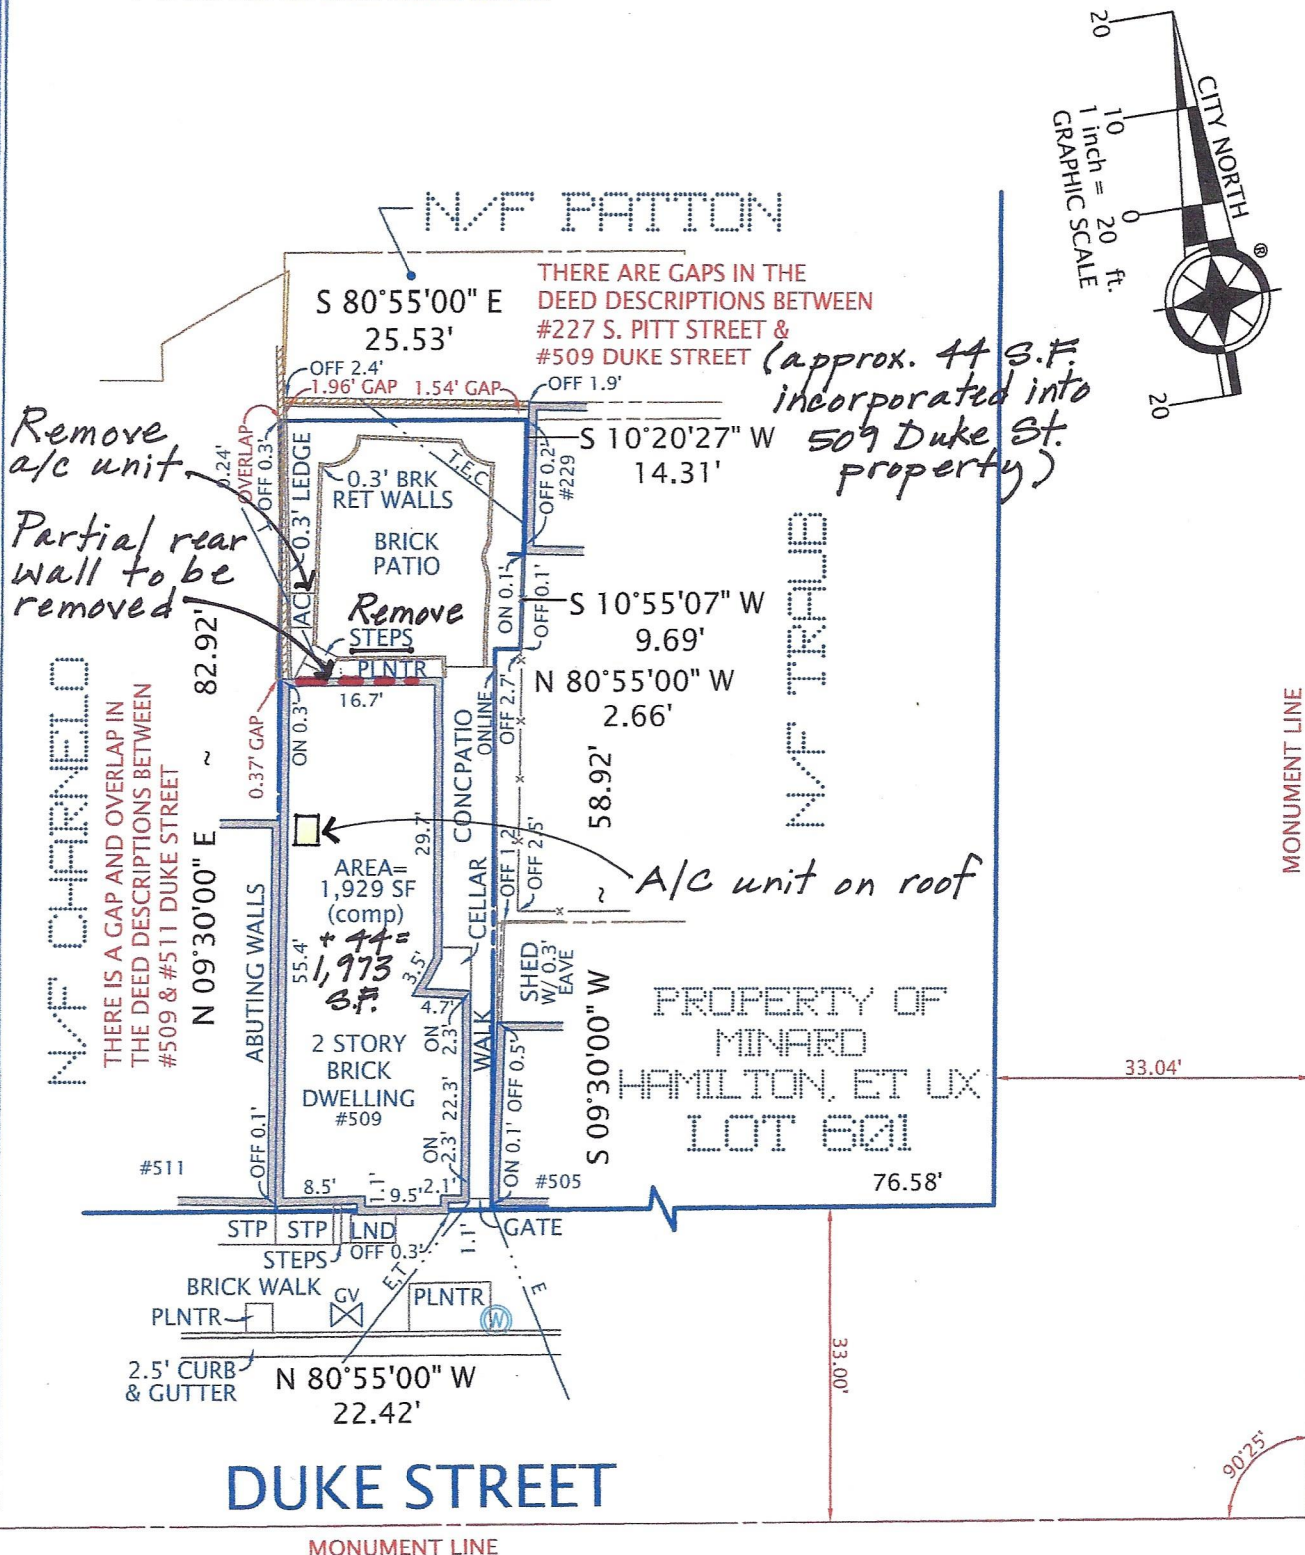 20
10
0
20
1 inch = 20 ft.
GRAPHIC SCALE
CITY NORTH
®
N/F PATTON
S 80°55'00" E
25.53'
THERE ARE GAPS IN THE
DEED DESCRIPTIONS BETWEEN
#227 S. PITT STREET &
#509 DUKE STREET
(approx. 44 S.F.
incorporated into
509 Duke St.
property)
OFF 2.4'
1.96' GAP
1.54' GAP
OFF 1.9'
Remove
a/c unit
0.24'
OVERLAP
OFF 0.3'
0.3' LEDGE
0.3' BRK
RET WALLS
T,E,C
OFF 0.2'
#229
S 10°20'27" W
14.31'
Partial rear
wall to be
removed
BRICK
PATIO
AC
Remove
STEPS
PLNTR
ON 0.1'
OFF 0.1'
S 10°55'07" W
9.69'
N 80°55'00" W
2.66'
N/F TRAUB
N/F CHARNELO
THERE IS A GAP AND OVERLAP IN
THE DEED DESCRIPTIONS BETWEEN
#509 & #511 DUKE STREET
N 09°30'00" E ~ 82.92'
0.37' GAP
ON 0.3'
16.7'
CONCPATIO
ONLINE
OFF 2.7'
S 09°30'00" W ~ 58.92'
29.7'
A/C unit on roof
AREA=
1,929 SF
(comp)
+ 44 =
1,973
S.F.
55.4'
3.5'
4.7'
CELLAR
OFF 1.2'
OFF 2.5'
ABUTING WALLS
SHED
W/ 0.3'
EAVE
2 STORY
BRICK
DWELLING
#509
ON
2.3'
22.3'
ON
2.3'
WALK
ON 0.1'
OFF 0.5'
PROPERTY OF
MINARD
HAMILTON, ET UX
LOT 601
MONUMENT LINE
33.04'
#511
OFF 0.1'
8.5'
1.1'
9.5'
2.1'
#505
76.58'
STP
STP
LND
STEPS
OFF 0.3'
1.1'
GATE
BRICK WALK
E,T
E
PLNTR
GV
PLNTR
W
2.5' CURB
& GUTTER
N 80°55'00" W
22.42'
33.00'
DUKE STREET
90°25'
MONUMENT LINE